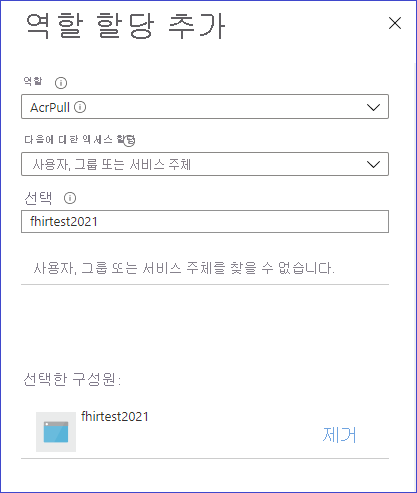 역할 할당 추가
역할
AcrPull
다음에 대한 액세스 할당
사용자, 그룹 또는 서비스 주체
선택
fhirtest2021
사용자, 그룹 또는 서비스 주체를 찾을 수 없습니다.
선택한 구성원:
fhirtest2021
제거